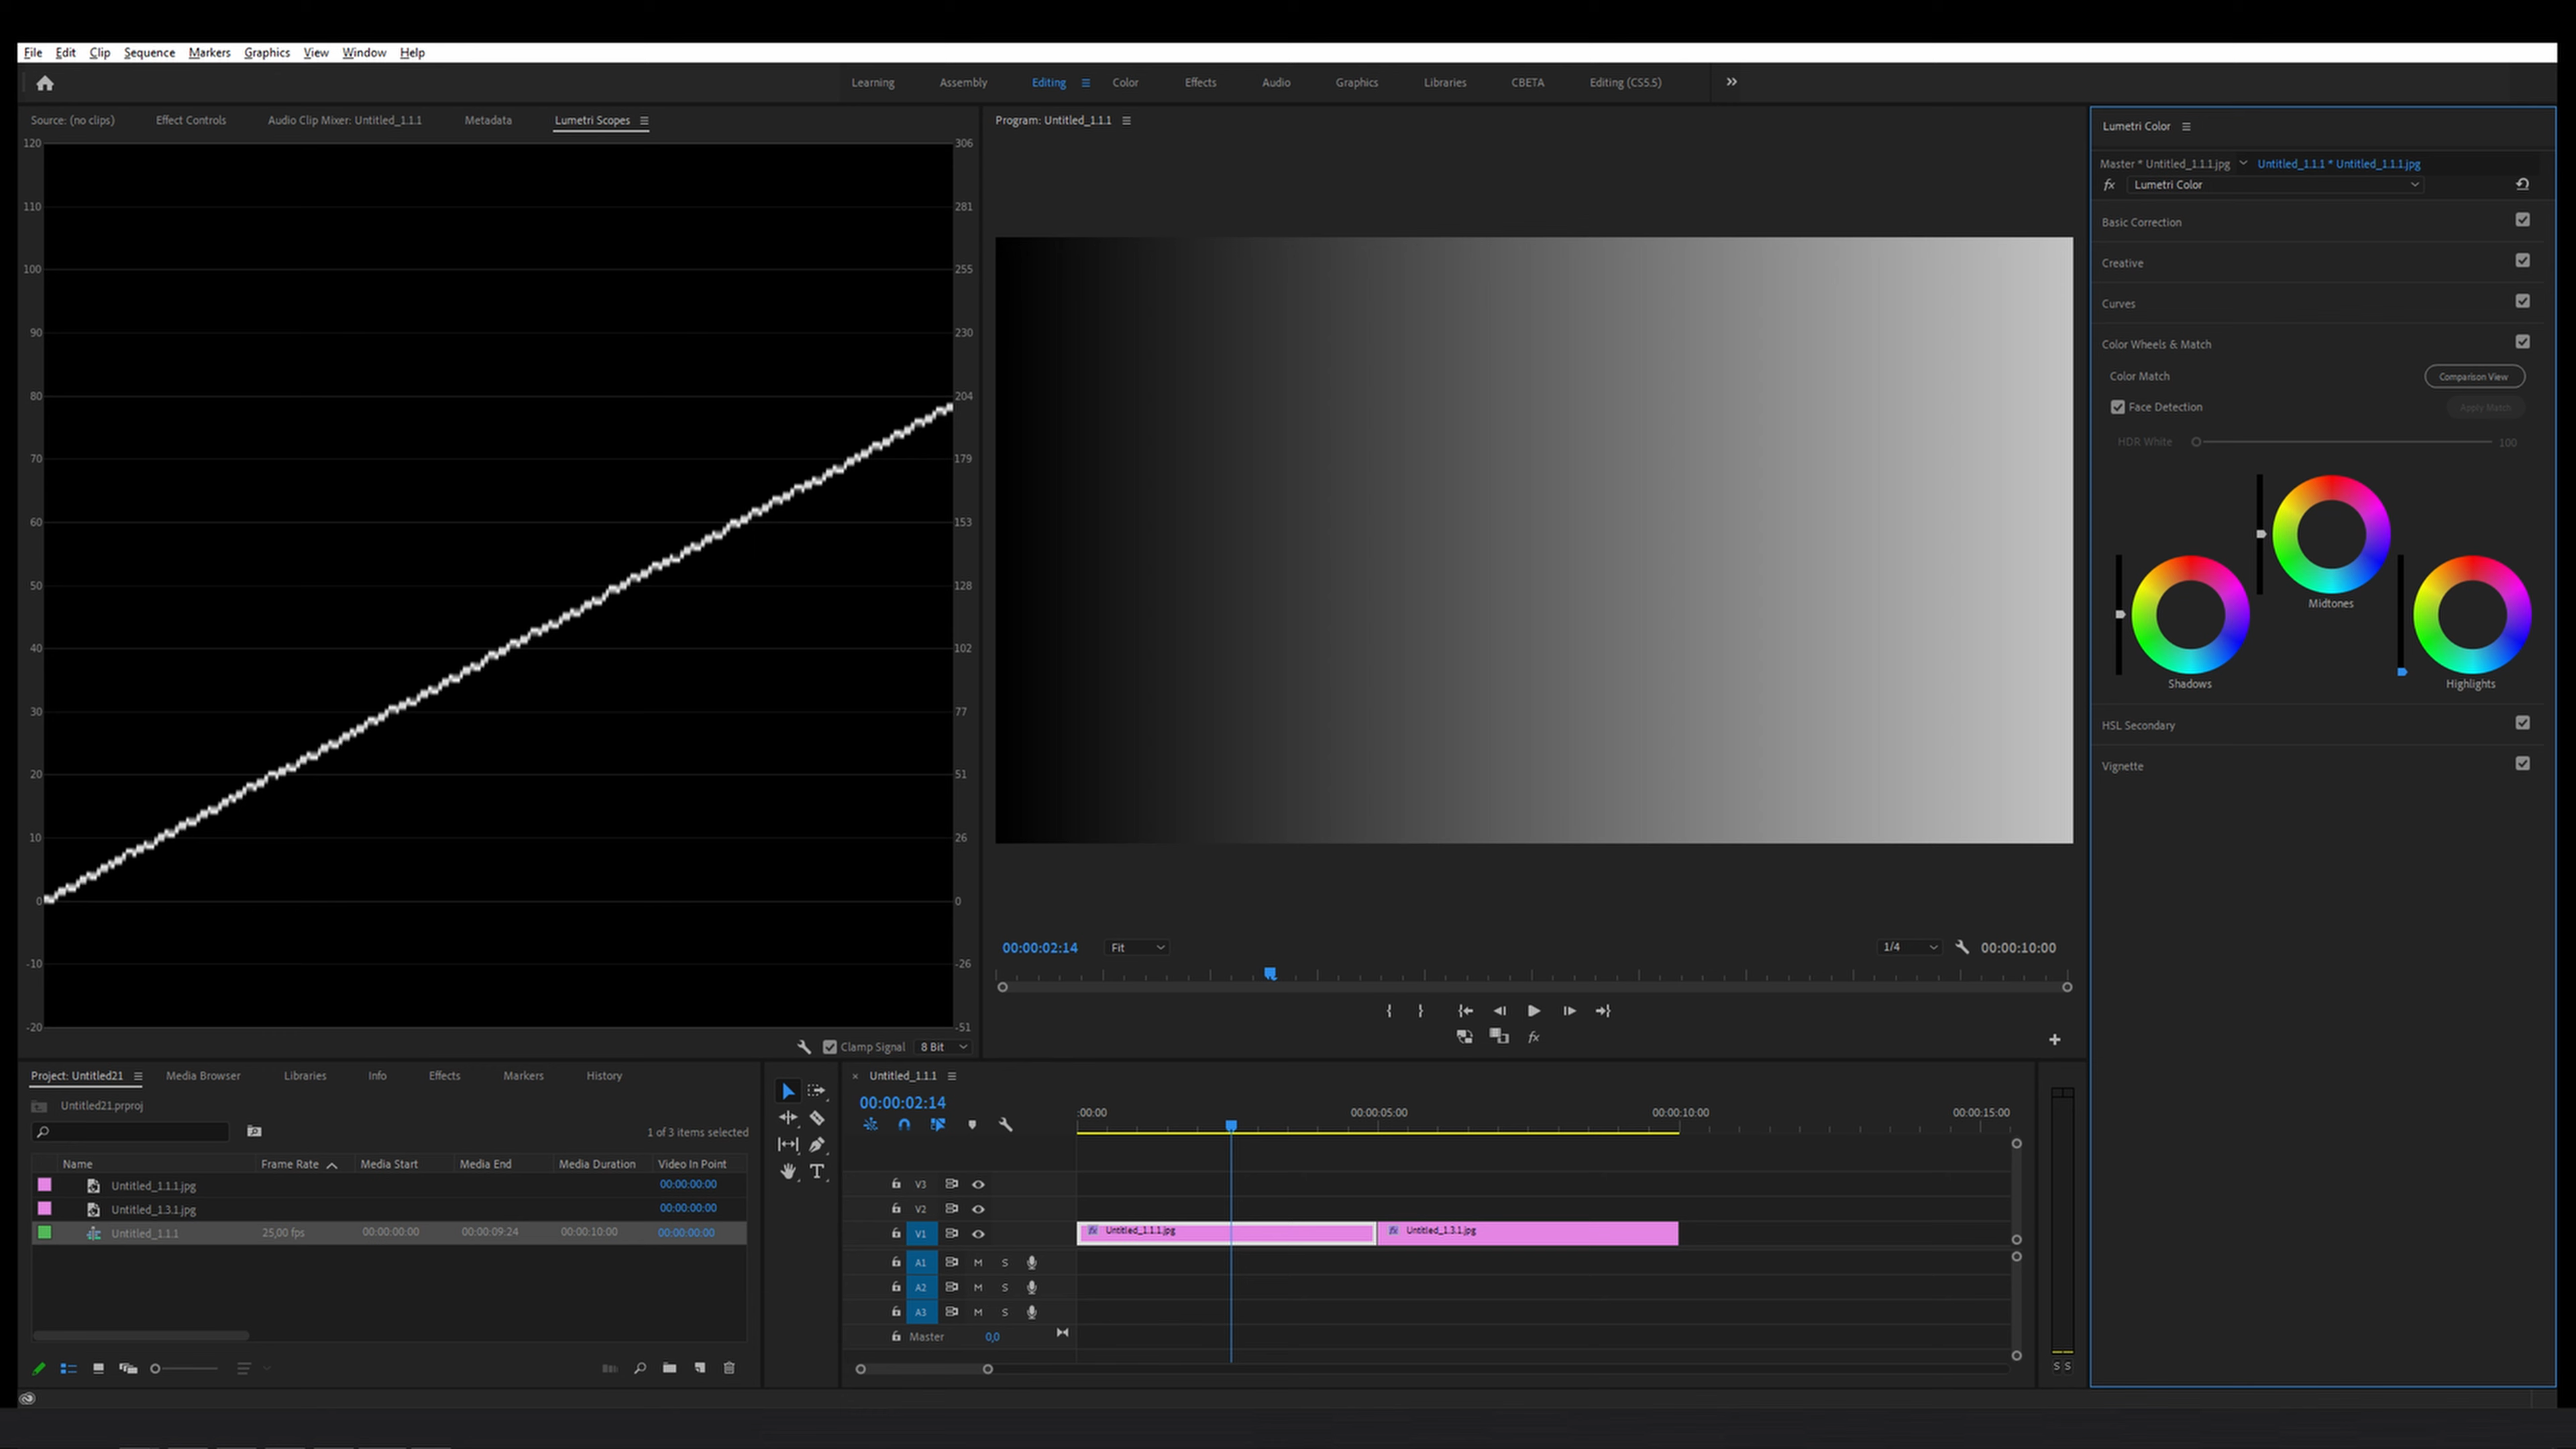 File Edit Clip Sequence Markers Graphics View Window Help
Learning Assembly Editing Color Effects Audio Graphics Libraries CBETA Editing (CS5.5)
Source: (no clips) Effect Controls Audio Clip Mixer: Untitled_1.1.1 Metadata Lumetri Scopes
120 306
110 281
100 255
90 230
80 204
70 179
60 153
50 128
40 102
30 77
20 51
10 26
0 0
-10 -26
-20 -51
Clamp Signal 8 Bit
Program: Untitled_1.1.1
00:00:02:14 Fit 1/4 00:00:10:00
fx
Lumetri Color
Master * Untitled_1.1.1.jpg Untitled_1.1.1 * Untitled_1.1.1.jpg
fx Lumetri Color
Basic Correction
Creative
Curves
Color Wheels & Match
Color Match Comparison View
Face Detection Apply Match
HDR White 100
Midtones
Shadows Highlights
HSL Secondary
Vignette
Project: Untitled21 Media Browser Libraries Info Effects Markers History
Untitled21.prproj
1 of 3 items selected
Name Frame Rate Media Start Media End Media Duration Video In Point
Untitled_1.1.1.jpg 00:00:00:00
Untitled_1.3.1.jpg 00:00:00:00
Untitled_1.1.1 25,00 fps 00:00:00:00 00:00:09:24 00:00:10:00 00:00:00:00
T
× Untitled_1.1.1
00:00:02:14
:00:00 00:00:05:00 00:00:10:00 00:00:15:00
V3
V2
V1 fx Untitled_1.1.1.jpg fx Untitled_1.3.1.jpg
A1 M S
A2 M S
A3 M S
Master 0,0
S S